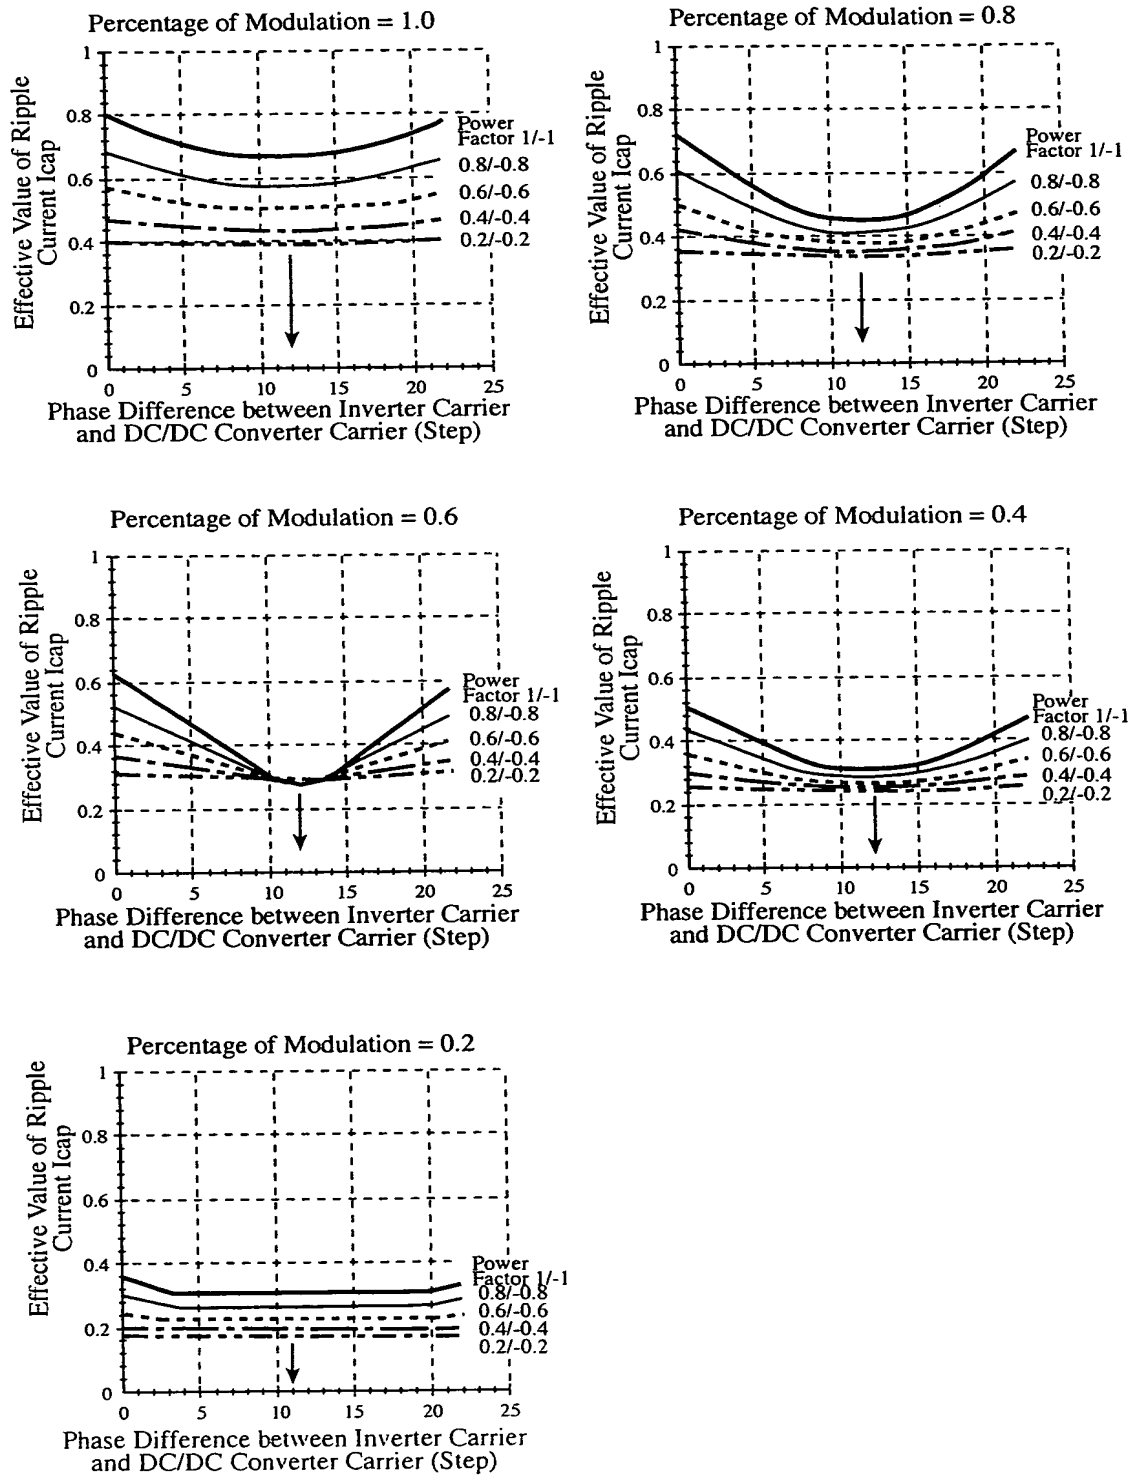 Percentage of Modulation = 1.0
Effective Value of Ripple
Current Icap
1
0.8
0.6
0.4
0.2
0
0 5 10 15 20 25
Power
Factor 1/-1
0.8/-0.8
0.6/-0.6
0.4/-0.4
0.2/-0.2
Phase Difference between Inverter Carrier
and DC/DC Converter Carrier (Step)
Percentage of Modulation = 0.8
Effective Value of Ripple
Current Icap
1
0.8
0.6
0.4
0.2
0
0 5 10 15 20 25
Power
Factor 1/-1
0.8/-0.8
0.6/-0.6
0.4/-0.4
0.2/-0.2
Phase Difference between Inverter Carrier
and DC/DC Converter Carrier (Step)
Percentage of Modulation = 0.6
Effective Value of Ripple
Current Icap
1
0.8
0.6
0.4
0.2
0
0 5 10 15 20 25
Power
Factor 1/-1
0.8/-0.8
0.6/-0.6
0.4/-0.4
0.2/-0.2
Phase Difference between Inverter Carrier
and DC/DC Converter Carrier (Step)
Percentage of Modulation = 0.4
Effective Value of Ripple
Current Icap
1
0.8
0.6
0.4
0.2
0
0 5 10 15 20 25
Power
Factor 1/-1
0.8/-0.8
0.6/-0.6
0.4/-0.4
0.2/-0.2
Phase Difference between Inverter Carrier
and DC/DC Converter Carrier (Step)
Percentage of Modulation = 0.2
Effective Value of Ripple
Current Icap
1
0.8
0.6
0.4
0.2
0
0 5 10 15 20 25
Power
Factor 1/-1
0.8/-0.8
0.6/-0.6
0.4/-0.4
0.2/-0.2
Phase Difference between Inverter Carrier
and DC/DC Converter Carrier (Step)